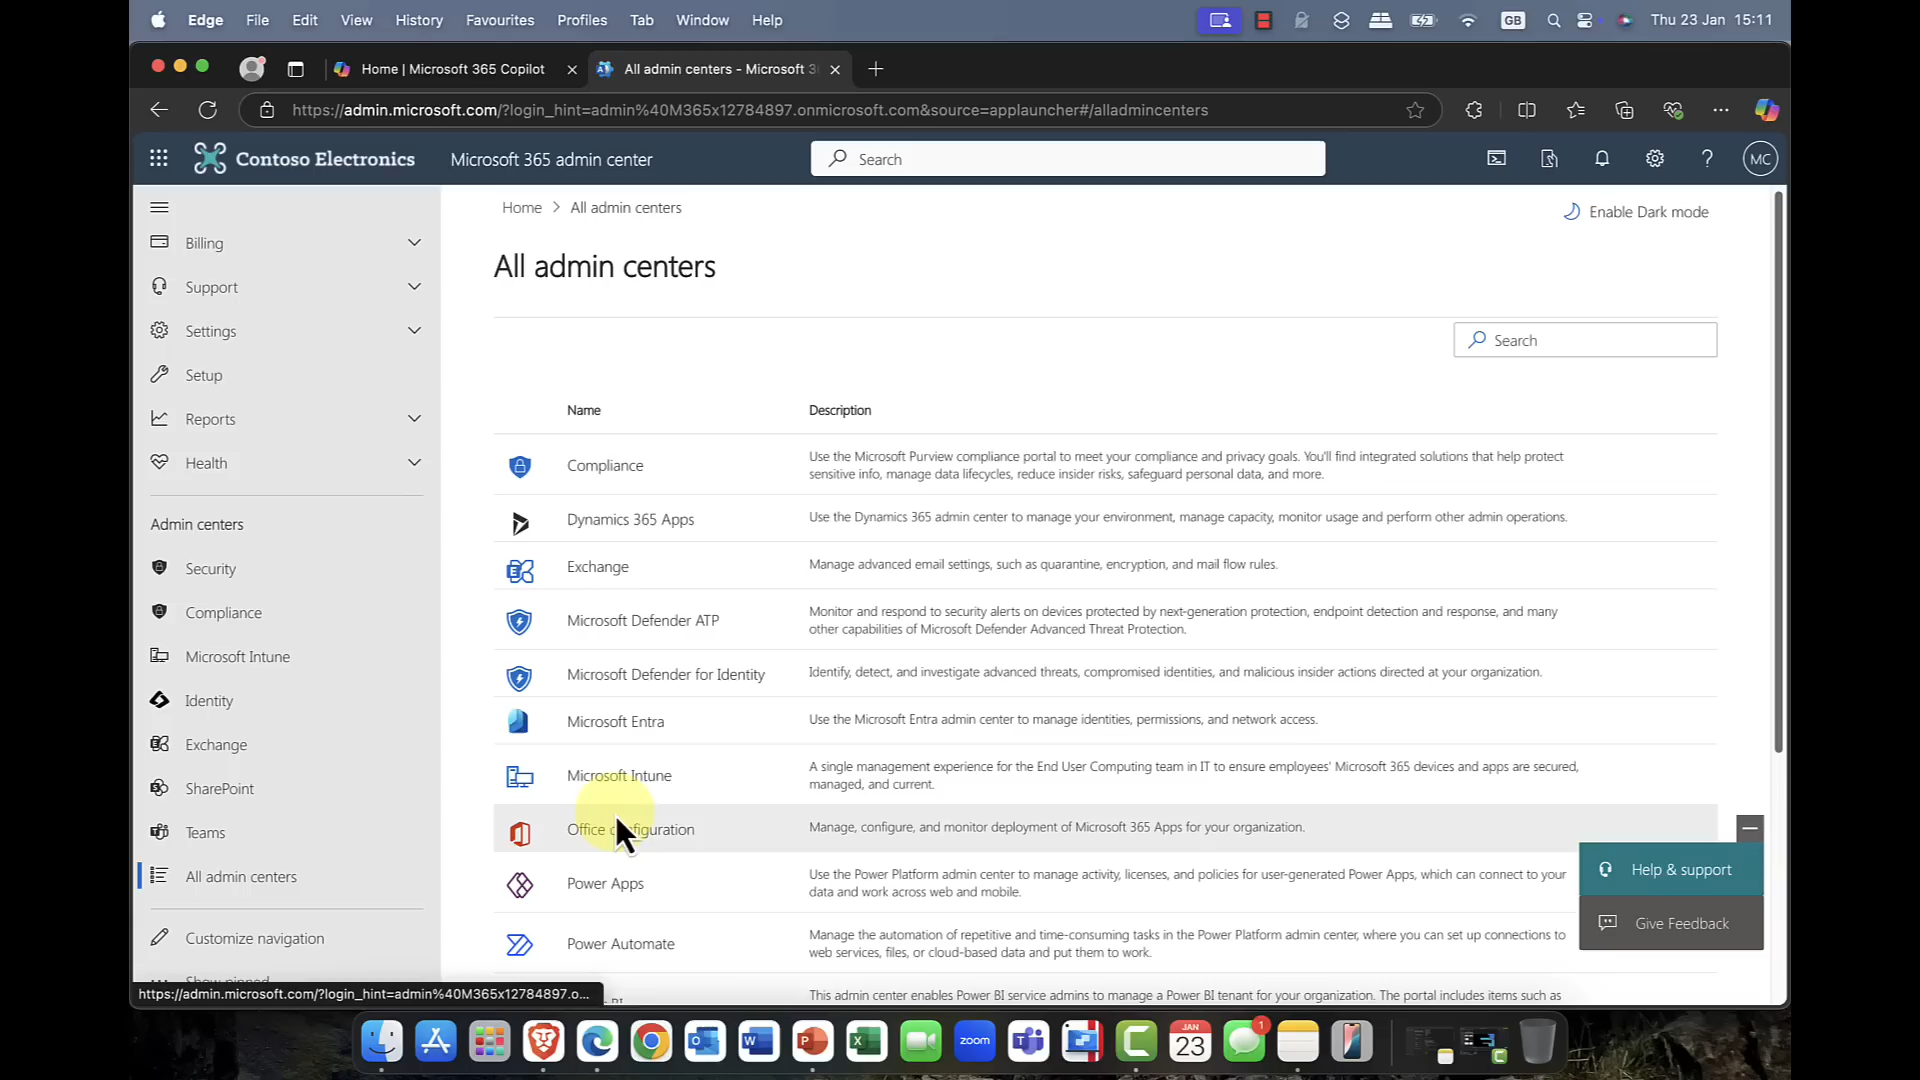 Edge File Edit View History Favourites Profiles Tab Window Help GB Thu 23 Jan 15:11
Home | Microsoft 365 Copilot All admin centers - Microsoft 3
https://admin.microsoft.com/?login_hint=admin%40M365x12784897.onmicrosoft.com&source=applauncher#/alladmincenters
Contoso Electronics Microsoft 365 admin center Search MC
Home > All admin centers Enable Dark mode
All admin centers
Search
Billing
Support
Settings
Setup
Reports
Health
Admin centers
Security
Compliance
Microsoft Intune
Identity
Exchange
SharePoint
Teams
All admin centers
Customize navigation
Show pinned
Name Description
Compliance
Use the Microsoft Purview compliance portal to meet your compliance and privacy goals. You'll find integrated solutions that help protect
sensitive info, manage data lifecycles, reduce insider risks, safeguard personal data, and more.
Dynamics 365 Apps Use the Dynamics 365 admin center to manage your environment, manage capacity, monitor usage and perform other admin operations.
Exchange Manage advanced email settings, such as quarantine, encryption, and mail flow rules.
Microsoft Defender ATP
Monitor and respond to security alerts on devices protected by next-generation protection, endpoint detection and response, and many
other capabilities of Microsoft Defender Advanced Threat Protection.
Microsoft Defender for Identity Identify, detect, and investigate advanced threats, compromised identities, and malicious insider actions directed at your organization.
Microsoft Entra Use the Microsoft Entra admin center to manage identities, permissions, and network access.
Microsoft Intune
A single management experience for the End User Computing team in IT to ensure employees' Microsoft 365 devices and apps are secured,
managed, and current.
Office configuration Manage, configure, and monitor deployment of Microsoft 365 Apps for your organization.
Power Apps
Use the Power Platform admin center to manage activity, licenses, and policies for user-generated Power Apps, which can connect to your
data and work across web and mobile.
Power Automate
Manage the automation of repetitive and time-consuming tasks in the Power Platform admin center, where you can set up connections to
web services, files, or cloud-based data and put them to work.
This admin center enables Power BI service admins to manage a Power BI tenant for your organization. The portal includes items such as
Help & support
Give Feedback
https://admin.microsoft.com/?login_hint=admin%40M365x12784897.o...
zoom
JAN
23
1